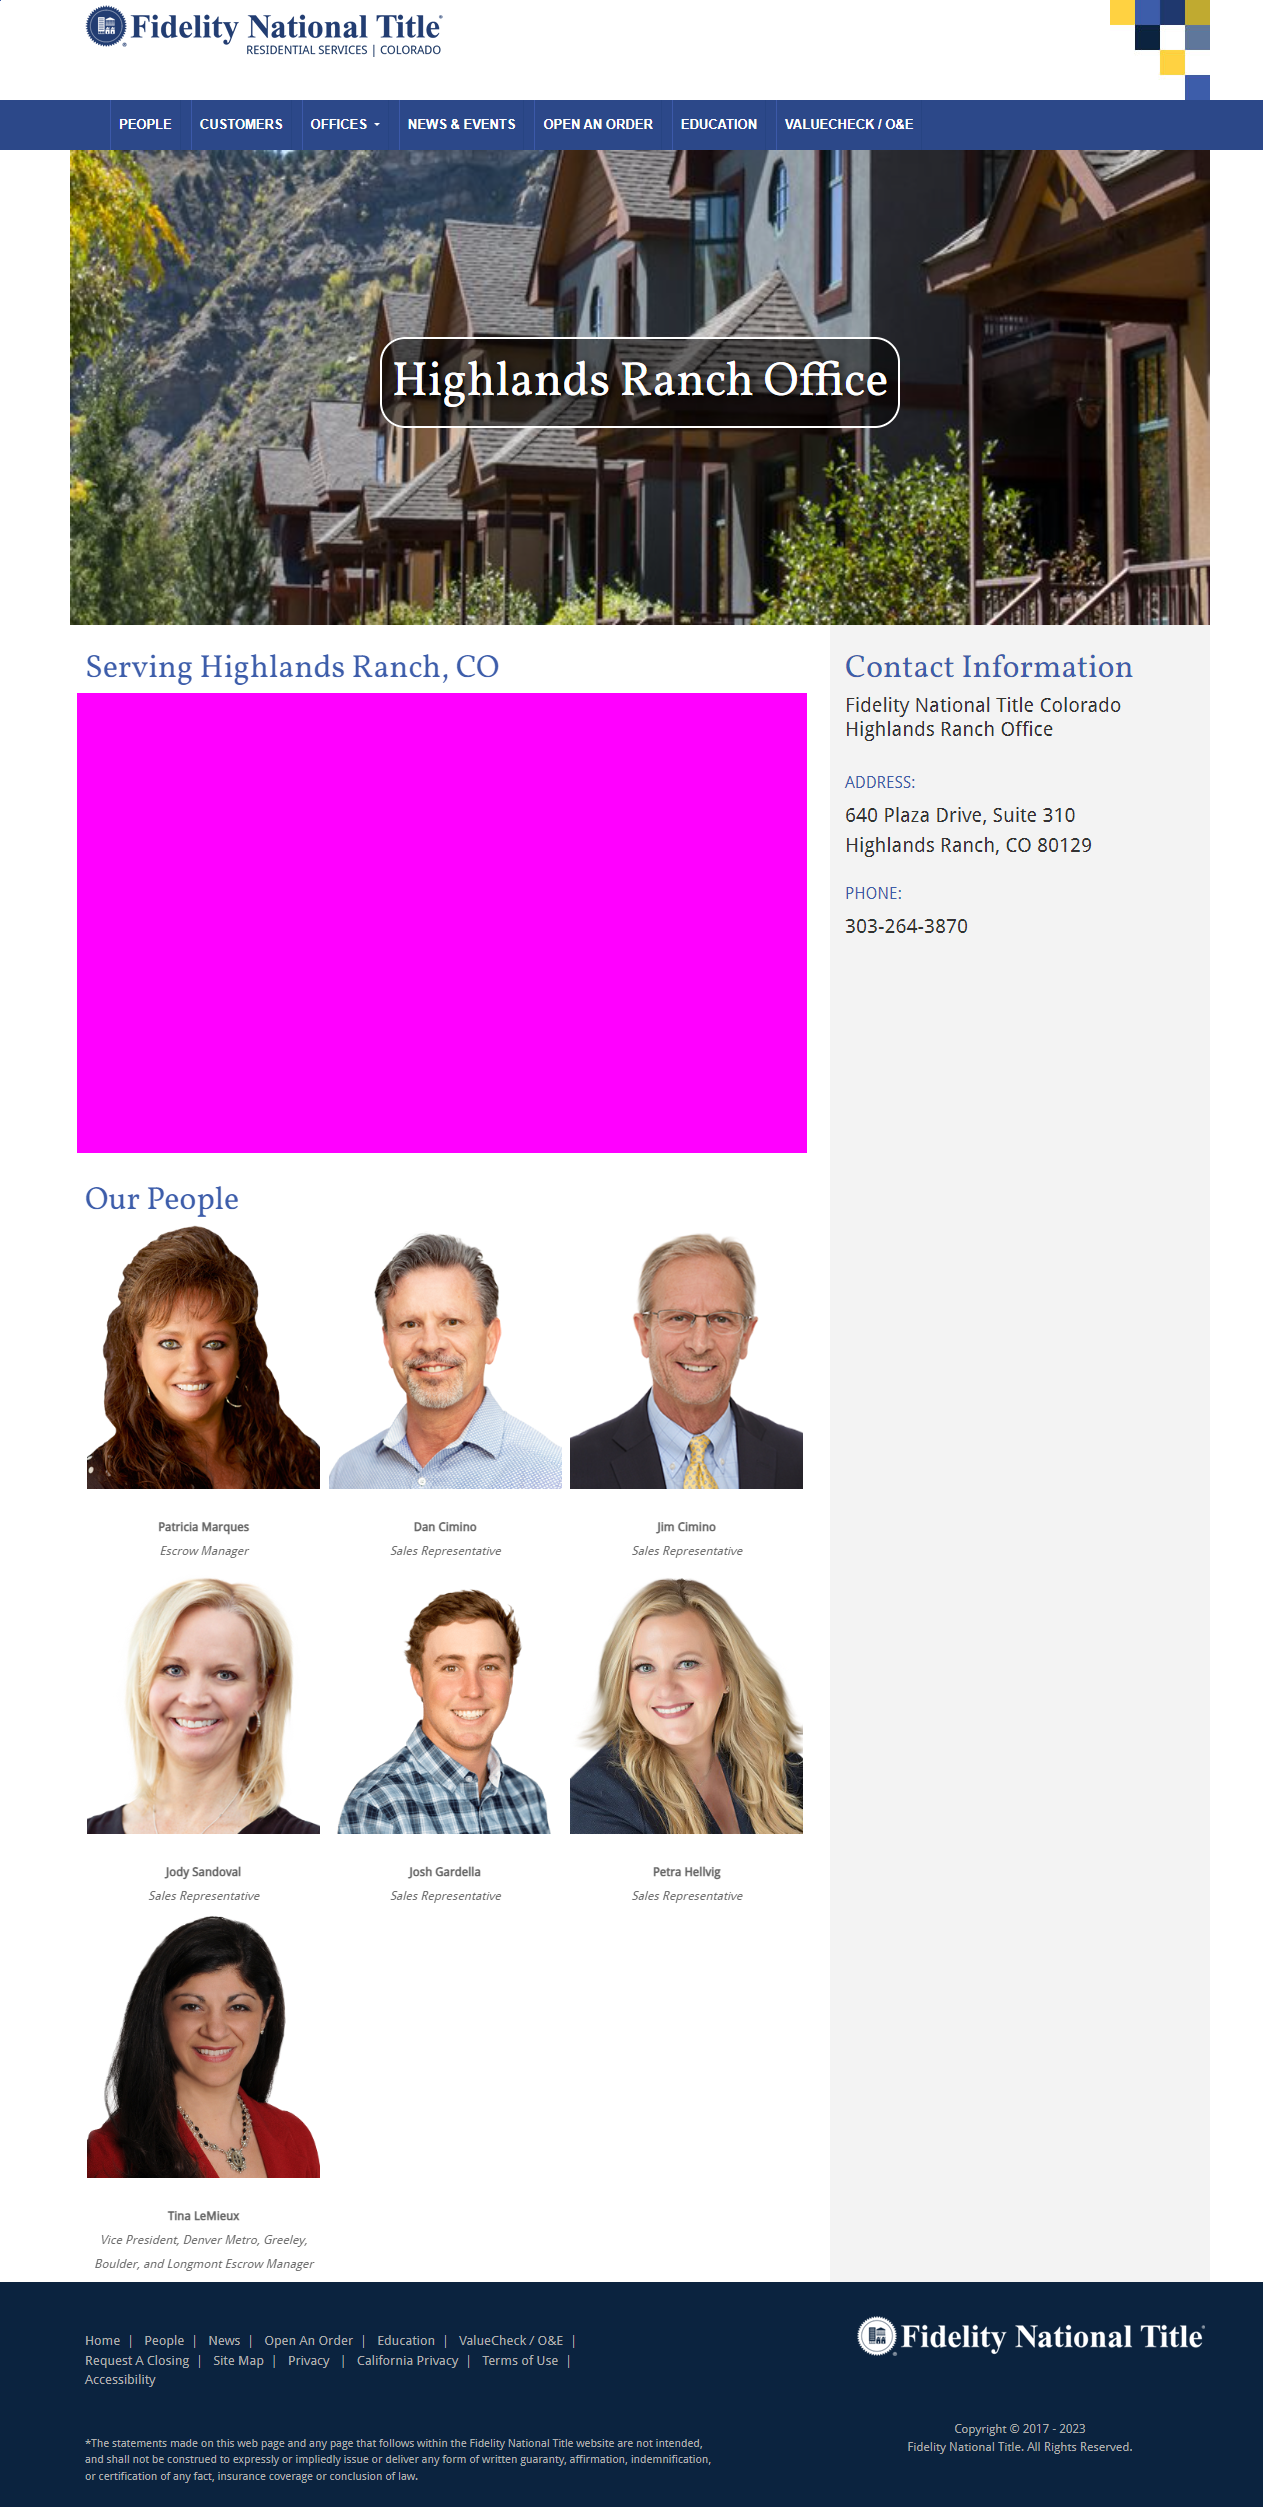 Fidelity National Title
RESIDENTIAL SERVICES | COLORADO
PEOPLE
CUSTOMERS
OFFICES
NEWS & EVENTS
OPEN AN ORDER
EDUCATION
VALUECHECK / O&E
Highlands Ranch Office
Serving Highlands Ranch, CO
Contact Information
Fidelity National Title Colorado
Highlands Ranch Office
ADDRESS:
640 Plaza Drive, Suite 310
Highlands Ranch, CO 80129
PHONE:
303-264-3870
Our People
Patricia Marques
Escrow Manager
Dan Cimino
Sales Representative
Jim Cimino
Sales Representative
Jody Sandoval
Sales Representative
Josh Gardella
Sales Representative
Petra Hellvig
Sales Representative
Tina LeMieux
Vice President, Denver Metro, Greeley,
Boulder, and Longmont Escrow Manager
Home | People | News | Open An Order | Education | ValueCheck / O&E |
Request A Closing | Site Map | Privacy | California Privacy | Terms of Use |
Accessibility
*The statements made on this web page and any page that follows within the Fidelity National Title website are not intended,
and shall not be construed to expressly or impliedly issue or deliver any form of written guaranty, affirmation, indemnification,
or certification of any fact, insurance coverage or conclusion of law.
Fidelity National Title
Copyright © 2017 - 2023
Fidelity National Title. All Rights Reserved.